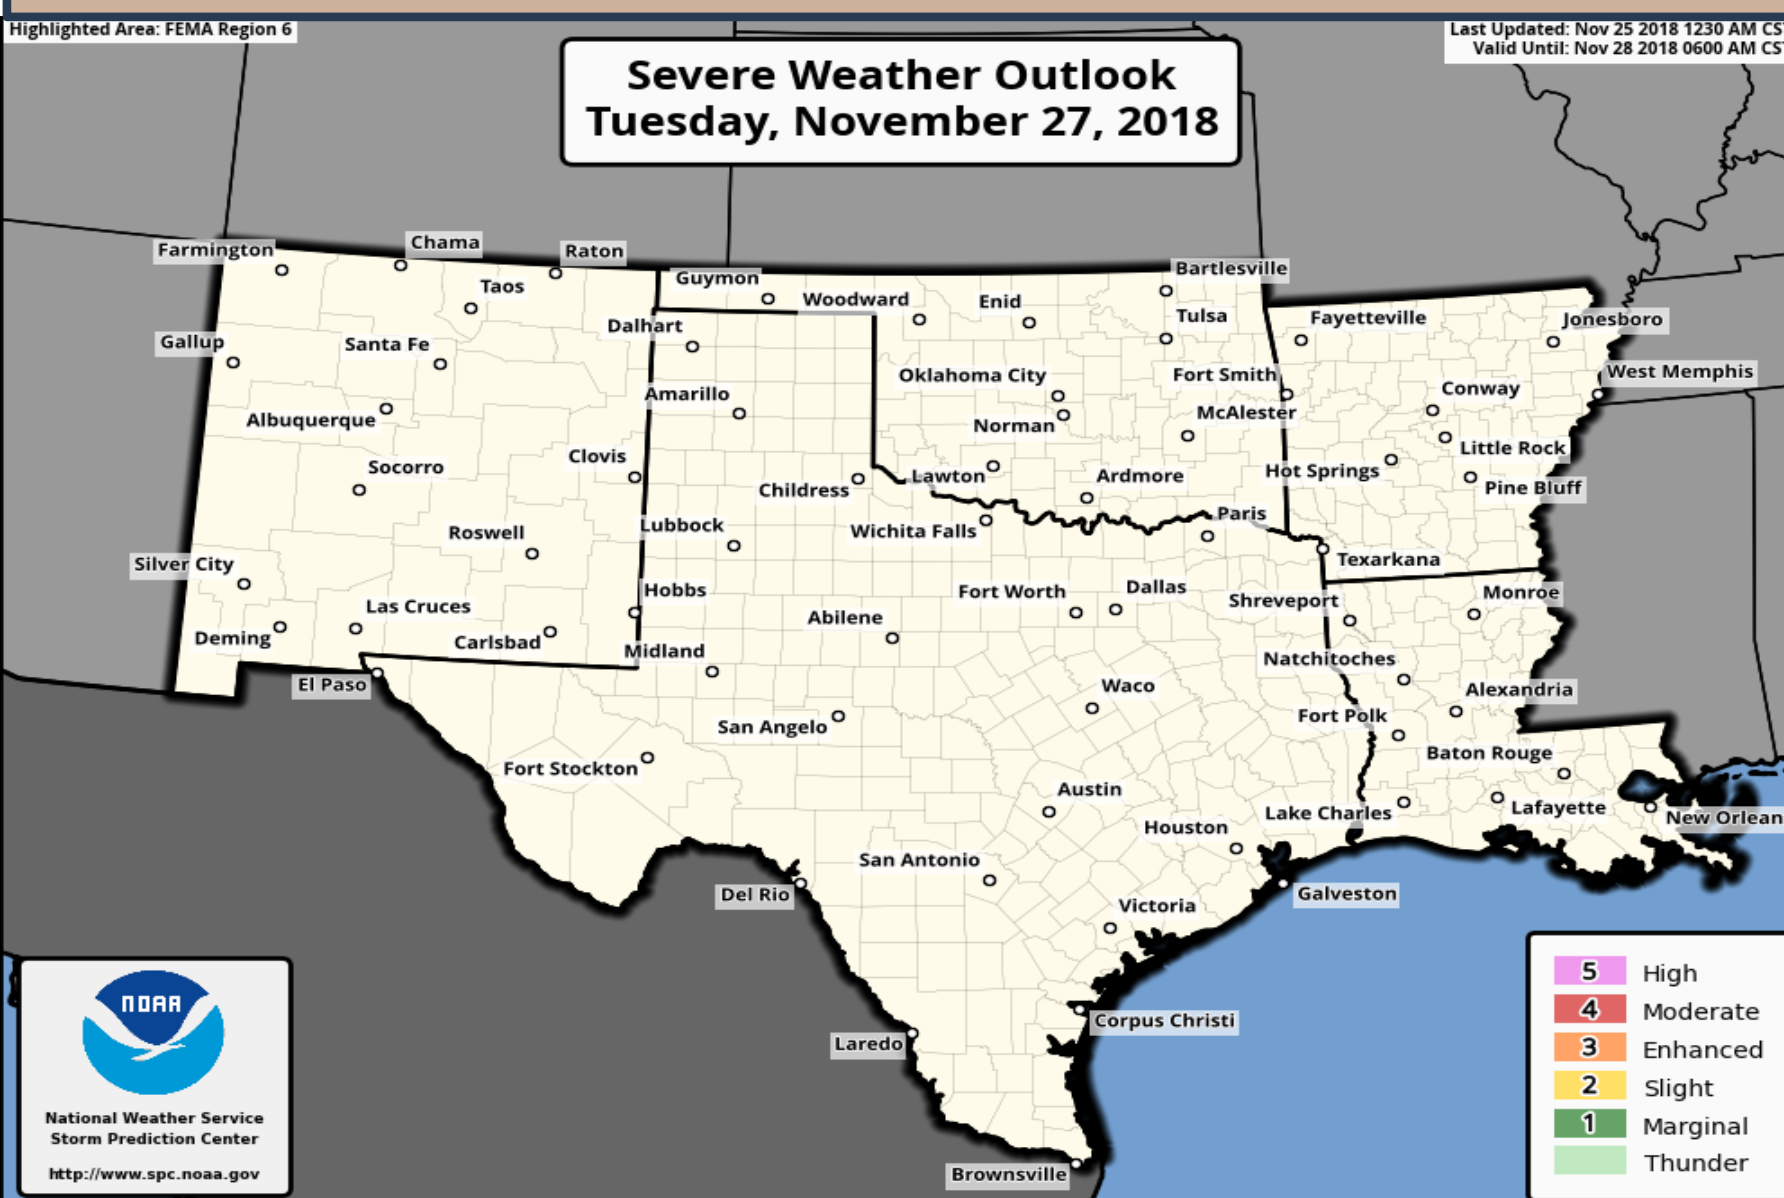 Highlighted Area: FEMA Region 6
Last Updated: Nov 25 2018 1230 AM CST
Valid Until: Nov 28 2018 0600 AM CST
Severe Weather Outlook
Tuesday, November 27, 2018
Farmington
Chama
Raton
Taos
Guymon
Woodward
Enid
Bartlesville
Tulsa
Fayetteville
Jonesboro
Gallup
Santa Fe
Dalhart
Oklahoma City
Fort Smith
West Memphis
Amarillo
Conway
Albuquerque
Norman
McAlester
Little Rock
Socorro
Clovis
Childress
Lawton
Ardmore
Hot Springs
Pine Bluff
Roswell
Lubbock
Wichita Falls
Paris
Texarkana
Silver City
Hobbs
Fort Worth
Dallas
Shreveport
Monroe
Las Cruces
Abilene
Deming
Carlsbad
Midland
Natchitoches
El Paso
Waco
Alexandria
San Angelo
Fort Polk
Fort Stockton
Baton Rouge
Austin
Lake Charles
Lafayette
New Orlean
Houston
San Antonio
Del Rio
Galveston
Victoria
Corpus Christi
Laredo
Brownsville
NOAA
National Weather Service
Storm Prediction Center
http://www.spc.noaa.gov
5 High
4 Moderate
3 Enhanced
2 Slight
1 Marginal
Thunder